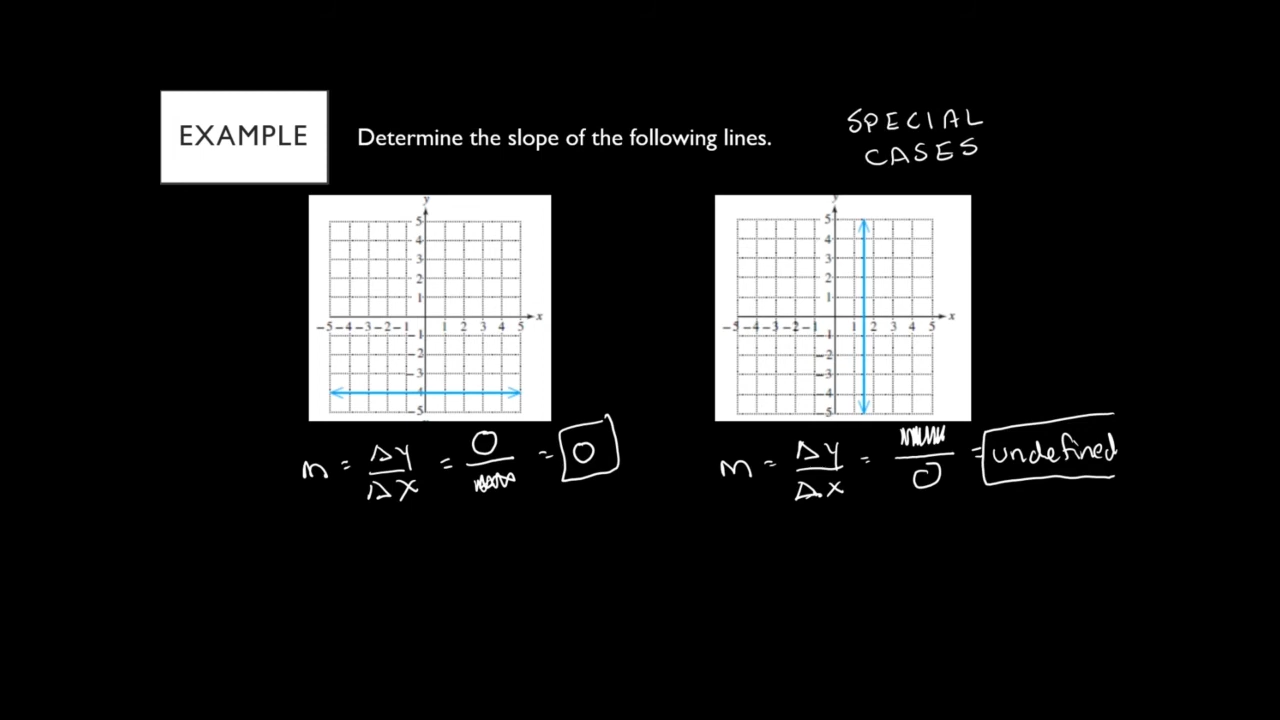 EXAMPLE
Determine the slope of the following lines.
SPECIAL
CASES
y
5
4
3
2
1
-5 -4 -3 -2 -1 1 2 3 4 5 x
-1
-2
-3
-4
-5
m = Δy/Δx = 0/ = 0
y
5
4
3
2
1
-5 -4 -3 -2 -1 1 2 3 4 5 x
-1
-2
-3
-4
-5
m = Δy/Δx = /0 = undefined